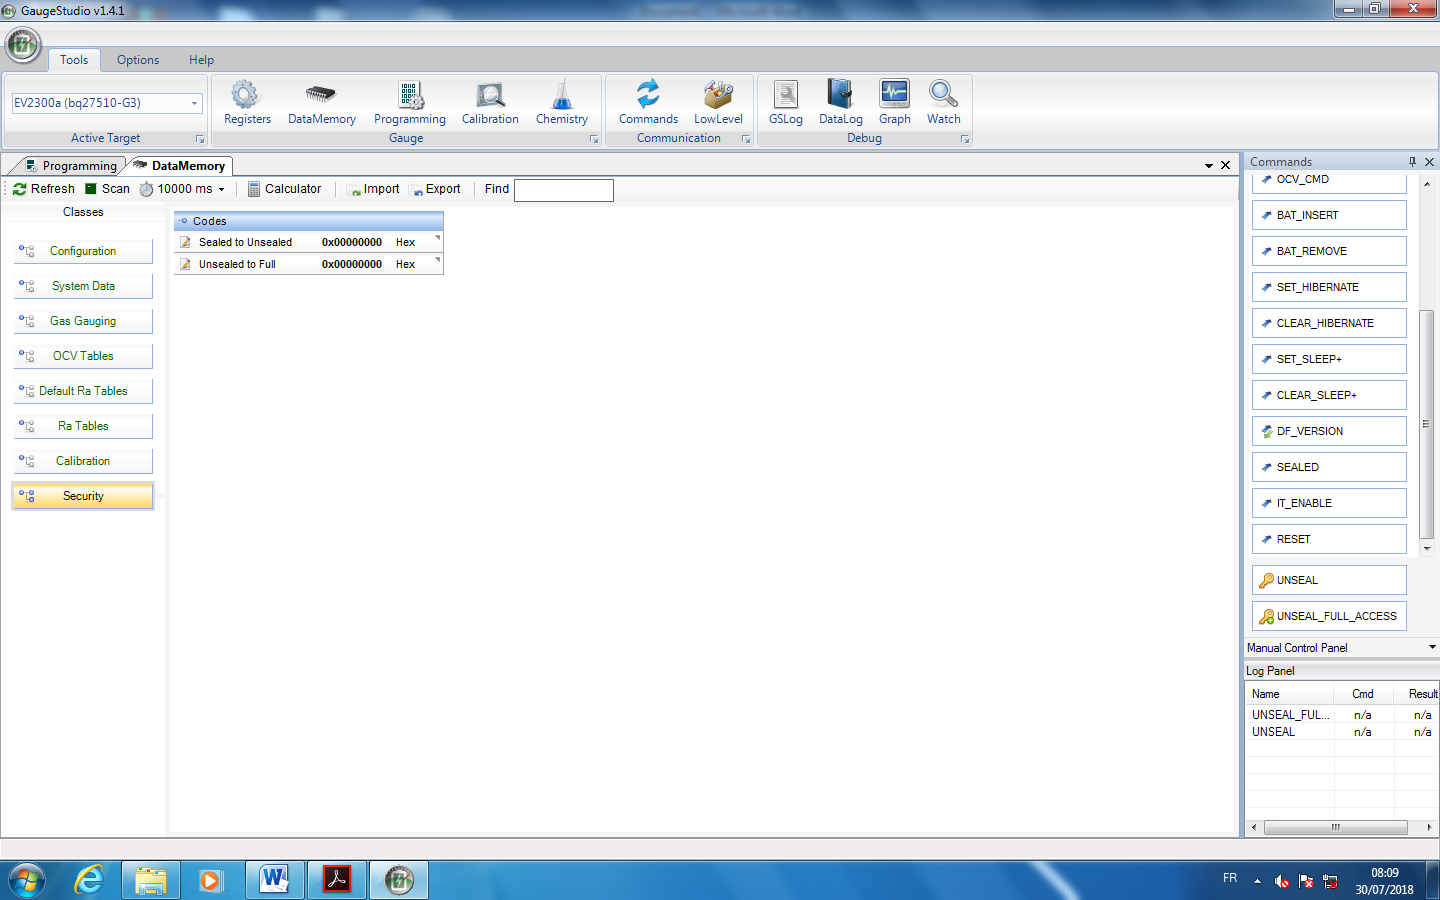 GaugeStudio v1.4.1
Tools Options Help
EV2300a (bq27510-G3)
Active Target
Registers DataMemory Programming Calibration Chemistry
Gauge
Commands LowLevel
Communication
GSLog DataLog Graph Watch
Debug
Programming DataMemory
Refresh Scan 10000 ms Calculator Import Export Find
Classes
Configuration
System Data
Gas Gauging
OCV Tables
Default Ra Tables
Ra Tables
Calibration
Security
Codes
Sealed to Unsealed 0x00000000 Hex
Unsealed to Full 0x00000000 Hex
Commands
OCV_CMD
BAT_INSERT
BAT_REMOVE
SET_HIBERNATE
CLEAR_HIBERNATE
SET_SLEEP+
CLEAR_SLEEP+
DF_VERSION
SEALED
IT_ENABLE
RESET
UNSEAL
UNSEAL_FULL_ACCESS
Manual Control Panel
Log Panel
Name Cmd Result
UNSEAL_FUL... n/a n/a
UNSEAL n/a n/a
FR
08:09
30/07/2018